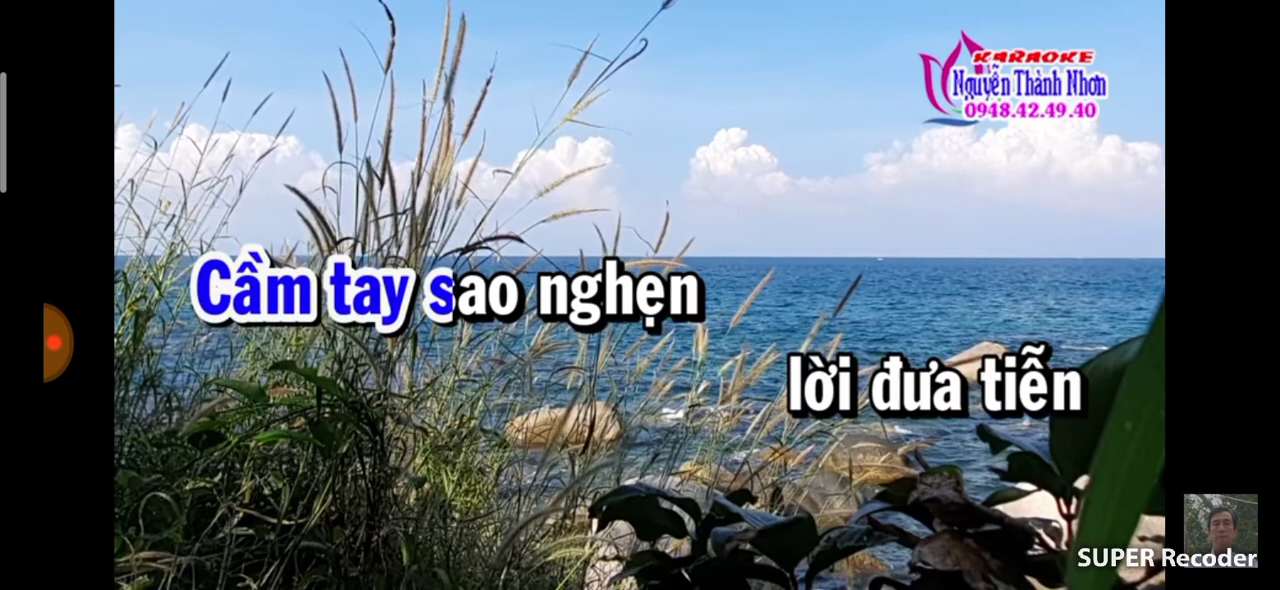 KARAOKE
Nguyễn Thành Nhơn
0948.42.49.40
Cầm tay sao nghẹn
lời đưa tiễn
SUPER Recoder